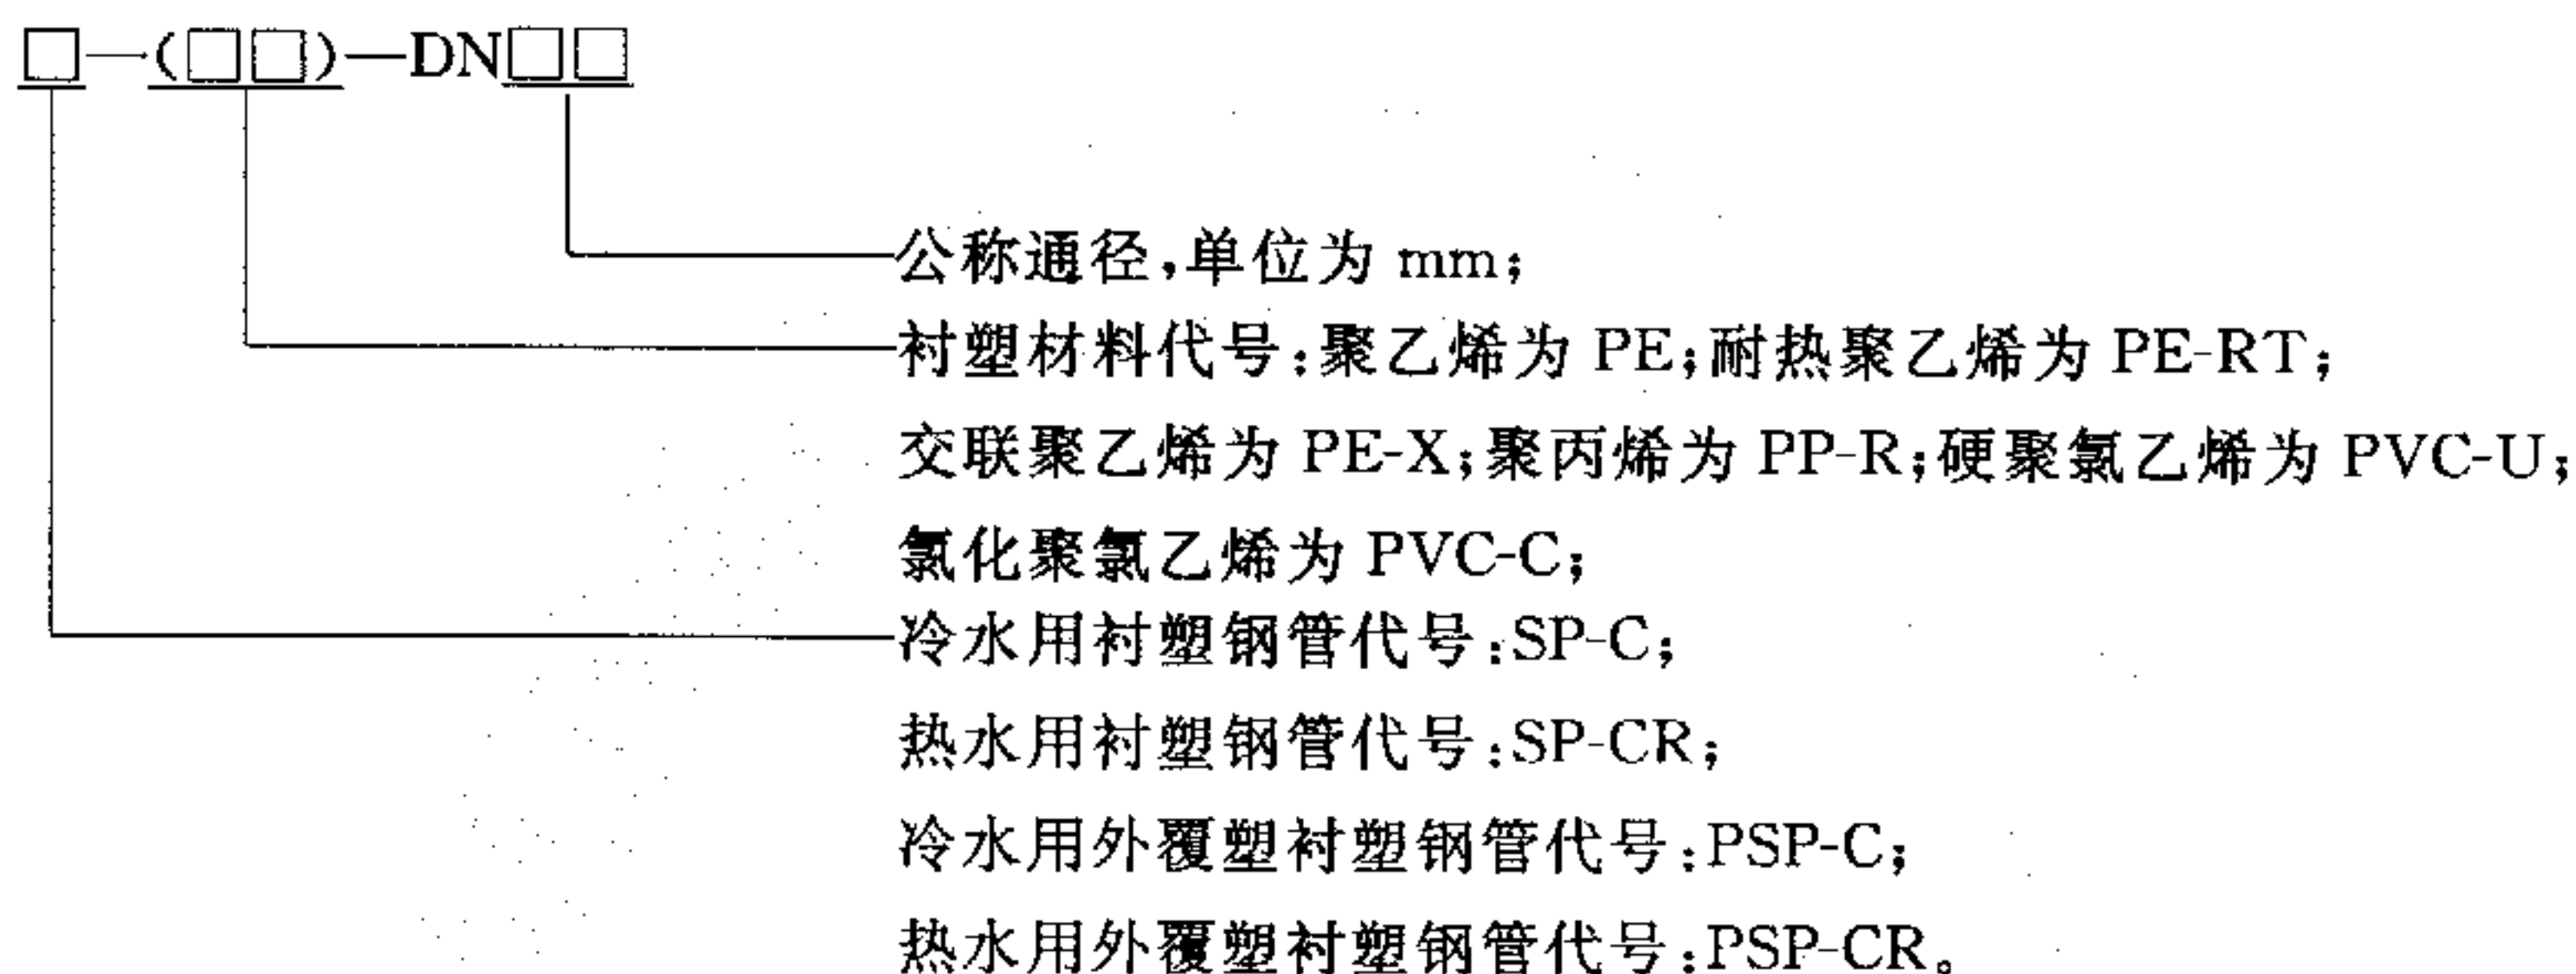 □—(□□)—DN□□
公称通径,单位为 mm;
衬塑材料代号:聚乙烯为 PE;耐热聚乙烯为 PE-RT;
交联聚乙烯为 PE-X;聚丙烯为 PP-R;硬聚氯乙烯为 PVC-U;
氯化聚氯乙烯为 PVC-C;
冷水用衬塑钢管代号:SP-C;
热水用衬塑钢管代号:SP-CR;
冷水用外覆塑衬塑钢管代号:PSP-C;
热水用外覆塑衬塑钢管代号:PSP-CR。